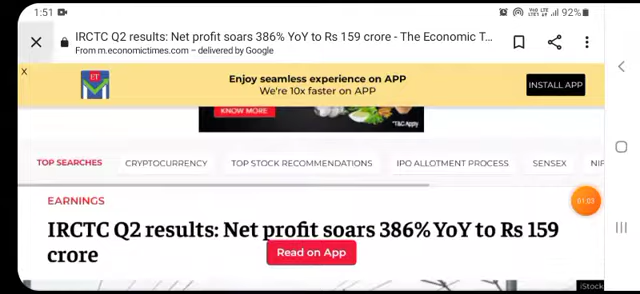 1:51
92%
IRCTC Q2 results: Net profit soars 386% YoY to Rs 159 crore - The Economic T...
From m.economictimes.com – delivered by Google
X
ET
Enjoy seamless experience on APP
We're 10x faster on APP
INSTALL APP
KNOW MORE
*T&C Apply
TOP SEARCHES
CRYPTOCURRENCY
TOP STOCK RECOMMENDATIONS
IPO ALLOTMENT PROCESS
SENSEX
NIF
EARNINGS
01:03
IRCTC Q2 results: Net profit soars 386% YoY to Rs 159
crore
Read on App
iStock